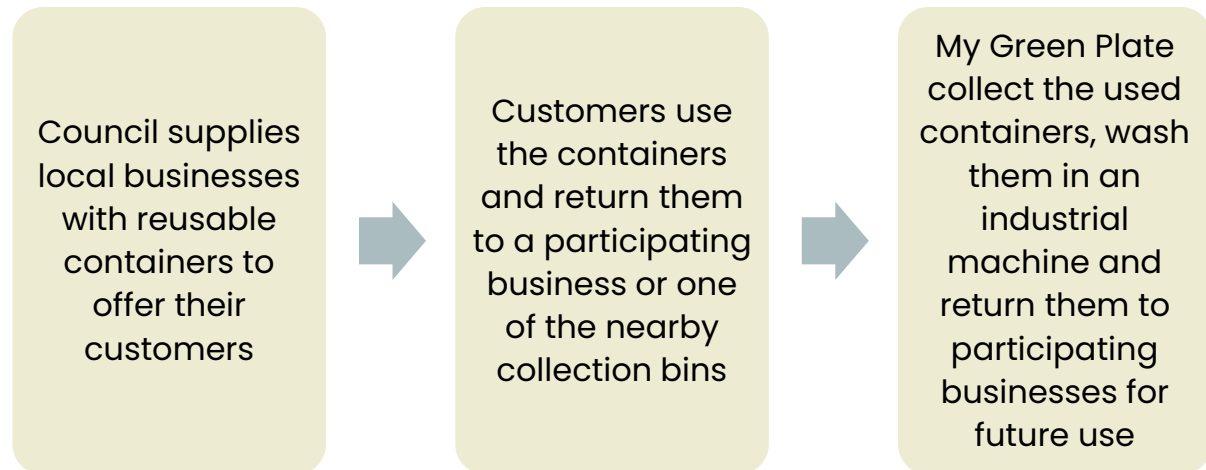 Council supplies
local businesses
with reusable
containers to
offer their
customers
Customers use
the containers
and return them
to a participating
business or one
of the nearby
collection bins
My Green Plate
collect the used
containers, wash
them in an
industrial
machine and
return them to
participating
businesses for
future use